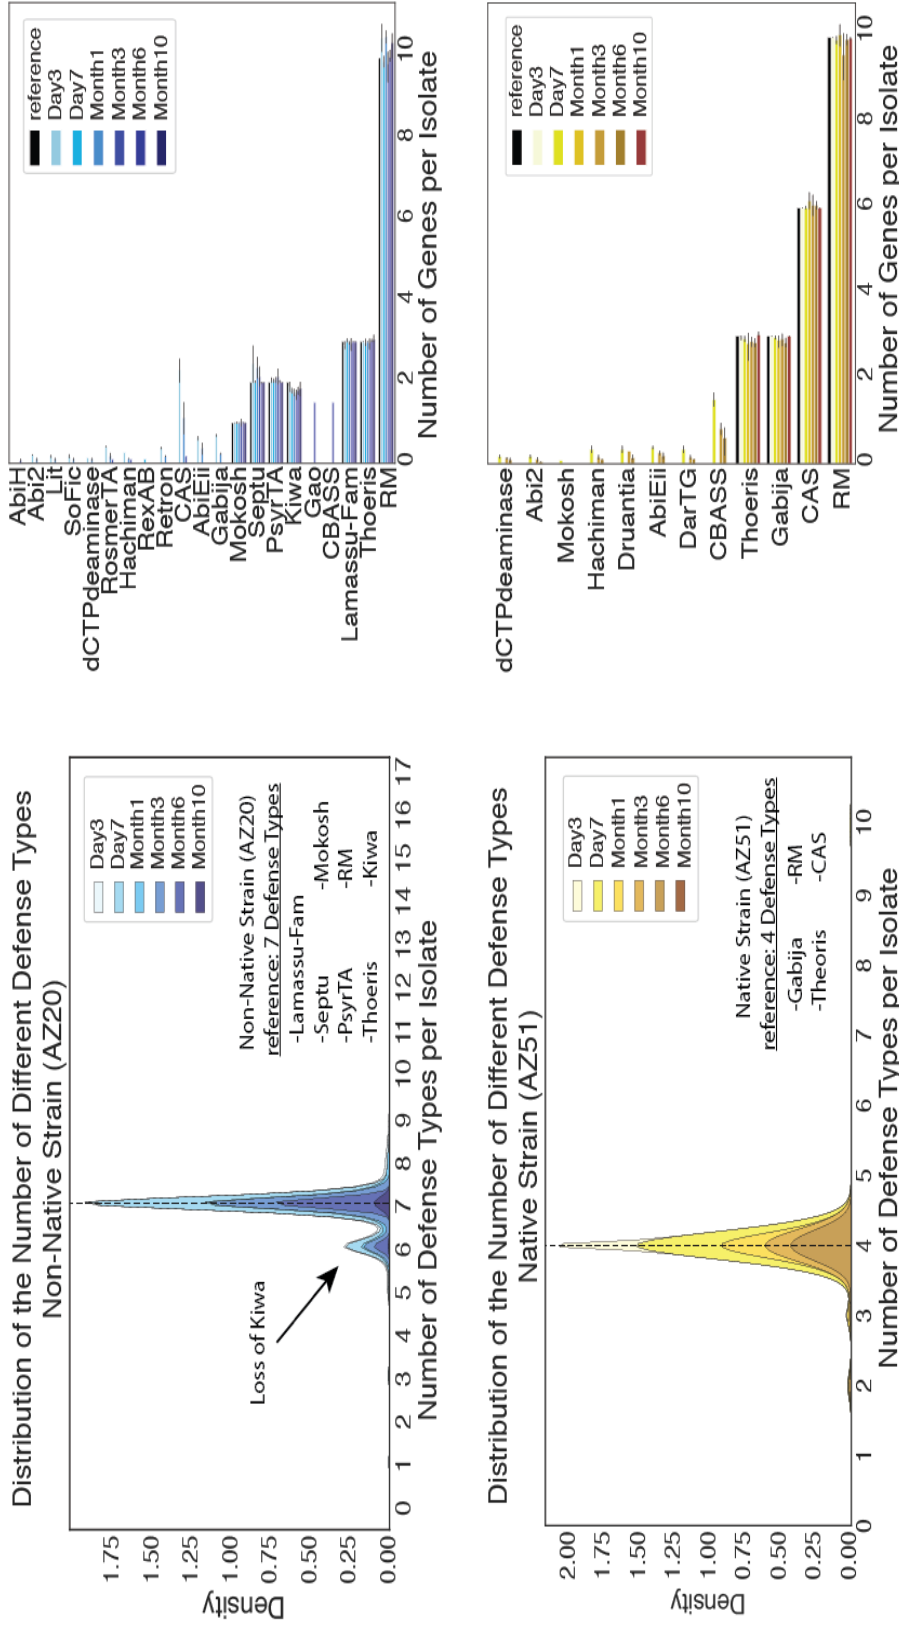 Distribution of the Number of Different Defense Types
Non-Native Strain (AZ20)
Density
1.75
1.50
1.25
1.00
0.75
0.50
0.25
0.00
Loss of Kiwa
Day3
Day7
Month1
Month3
Month6
Month10
Non-Native Strain (AZ20)
reference: 7 Defense Types
-Lamassu-Fam
-Septu -Mokosh
-PsyrTA -RM
-Thoeris -Kiwa
0 1 2 3 4 5 6 7 8 9 10 11 12 13 14 15 16 17
Number of Defense Types per Isolate
AbiH
Abi2
Lit
SoFic
dCTPdeaminase
RosmerTA
Hachiman
RexAB
Retron
CAS
AbiEii
Gabija
Mokosh
Septu
PsyrTA
Kiwa
Gao
CBASS
Lamassu-Fam
Thoeris
RM
reference
Day3
Day7
Month1
Month3
Month6
Month10
0 2 4 6 8 10
Number of Genes per Isolate
Distribution of the Number of Different Defense Types
Native Strain (AZ51)
Density
2.00
1.75
1.50
1.25
1.00
0.75
0.50
0.25
0.00
Day3
Day7
Month1
Month3
Month6
Month10
Native Strain (AZ51)
reference: 4 Defense Types
-Gabija -RM
-Theoris -CAS
0 1 2 3 4 5 6 7 8 9 10
Number of Defense Types per Isolate
dCTPdeaminase
Abi2
Mokosh
Hachiman
Druantia
AbiEii
DarTG
CBASS
Thoeris
Gabija
CAS
RM
reference
Day3
Day7
Month1
Month3
Month6
Month10
0 2 4 6 8 10
Number of Genes per Isolate